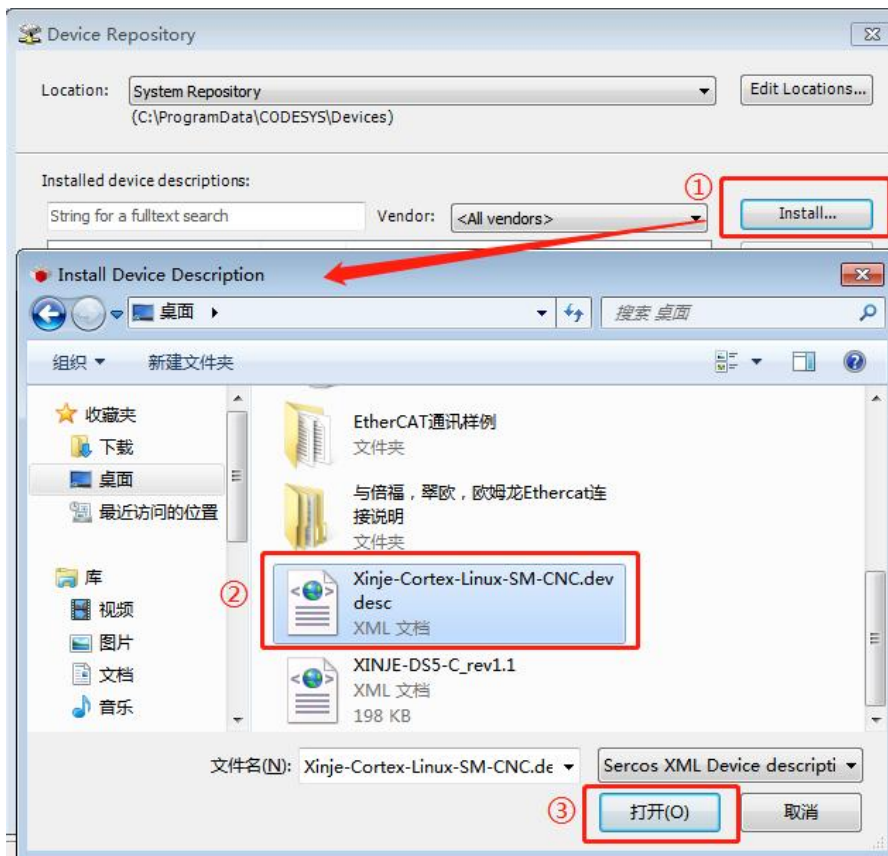 Device Repository
Location: System Repository Edit Locations...
(C:\ProgramData\CODESYS\Devices)
Installed device descriptions:
①
String for a fulltext search Vendor: <All vendors> Install...
Install Device Description
桌面 搜索 桌面
组织 新建文件夹
收藏夹
下载
桌面
最近访问的位置
库
视频
图片
文档
音乐
EtherCAT通讯样例
文件夹
与倍福，翠欧，欧姆龙Ethercat连
接说明
文件夹
②
Xinje-Cortex-Linux-SM-CNC.dev
desc
XML 文档
XINJE-DS5-C_rev1.1
XML 文档
198 KB
文件名(N): Xinje-Cortex-Linux-SM-CNC.de Sercos XML Device descripti
③
打开(O) 取消